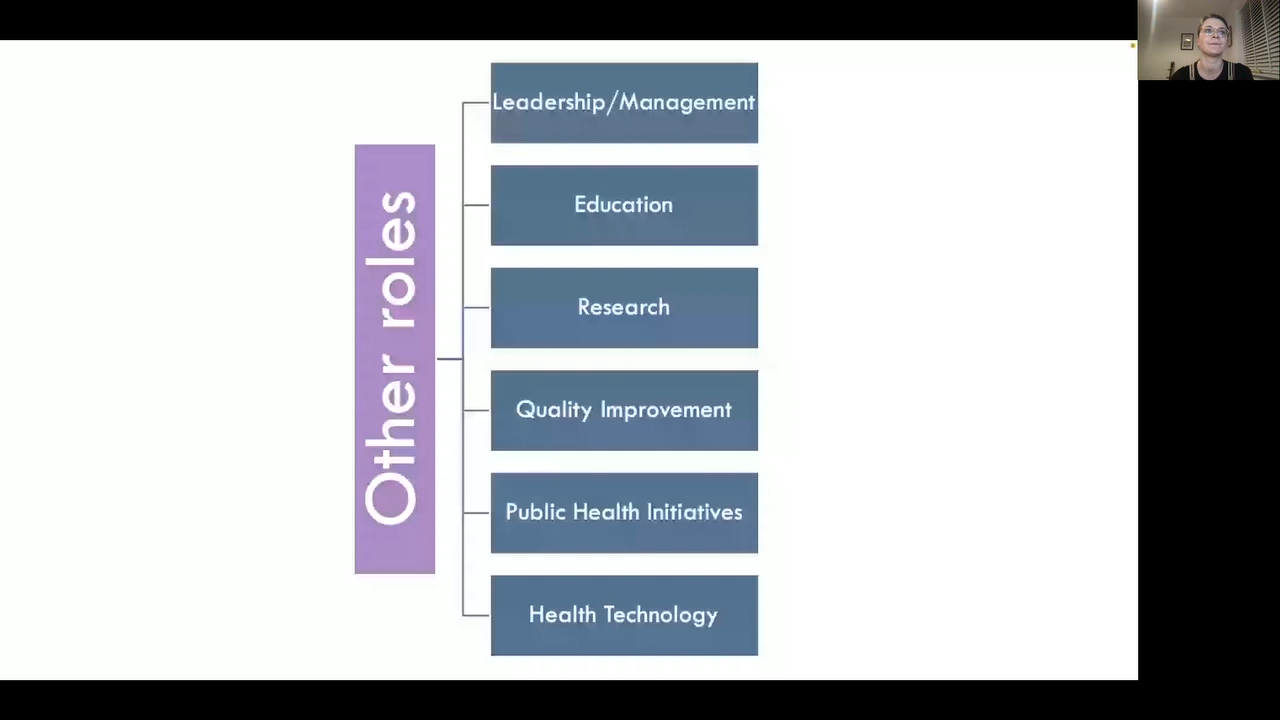 Other roles
Leadership/Management
Education
Research
Quality Improvement
Public Health Initiatives
Health Technology